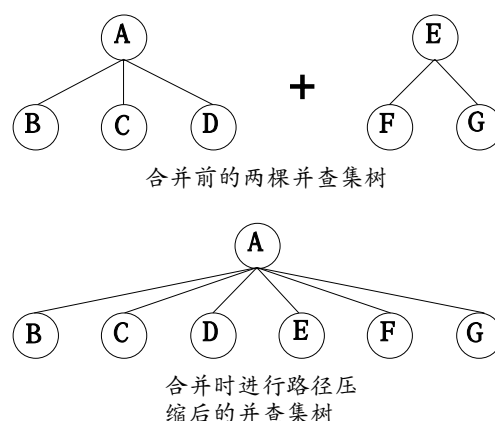 A
E
+
B C D F G
合并前的两棵并查集树
A
B C D E F G
合并时进行路径压
缩后的并查集树